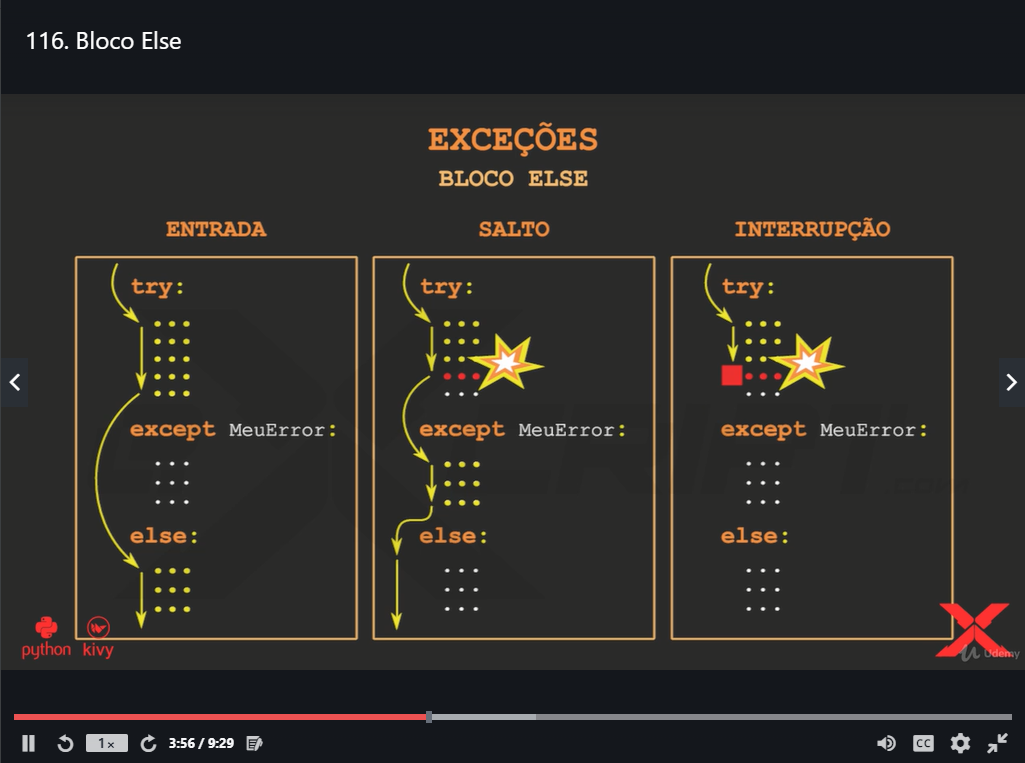 116. Bloco Else
EXCEÇÕES
BLOCO ELSE
ENTRADA
try:
except MeuError:
else:
SALTO
try:
except MeuError:
else:
INTERRUPÇÃO
try:
except MeuError:
else:
python kivy
Udemy
1x
3:56 / 9:29
CC